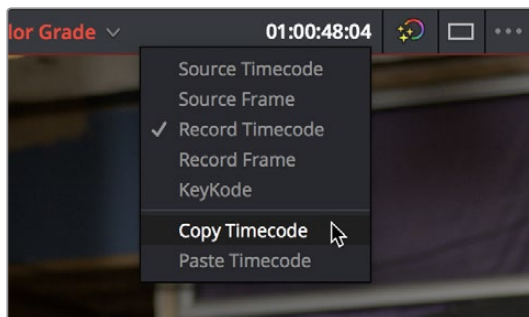 lor Grade
01:00:48:04
Source Timecode
Source Frame
Record Timecode
Record Frame
KeyKode
Copy Timecode
Paste Timecode